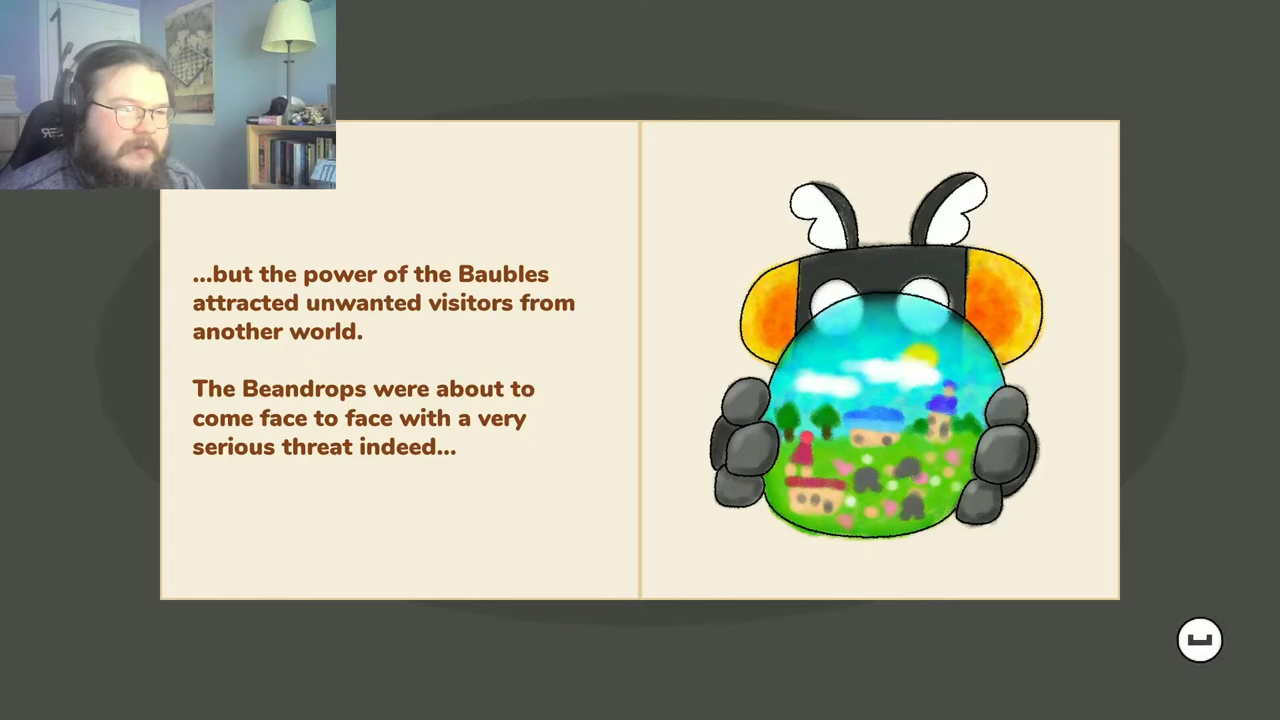 ...but the power of the Baubles
attracted unwanted visitors from
another world.
The Beandrops were about to
come face to face with a very
serious threat indeed...